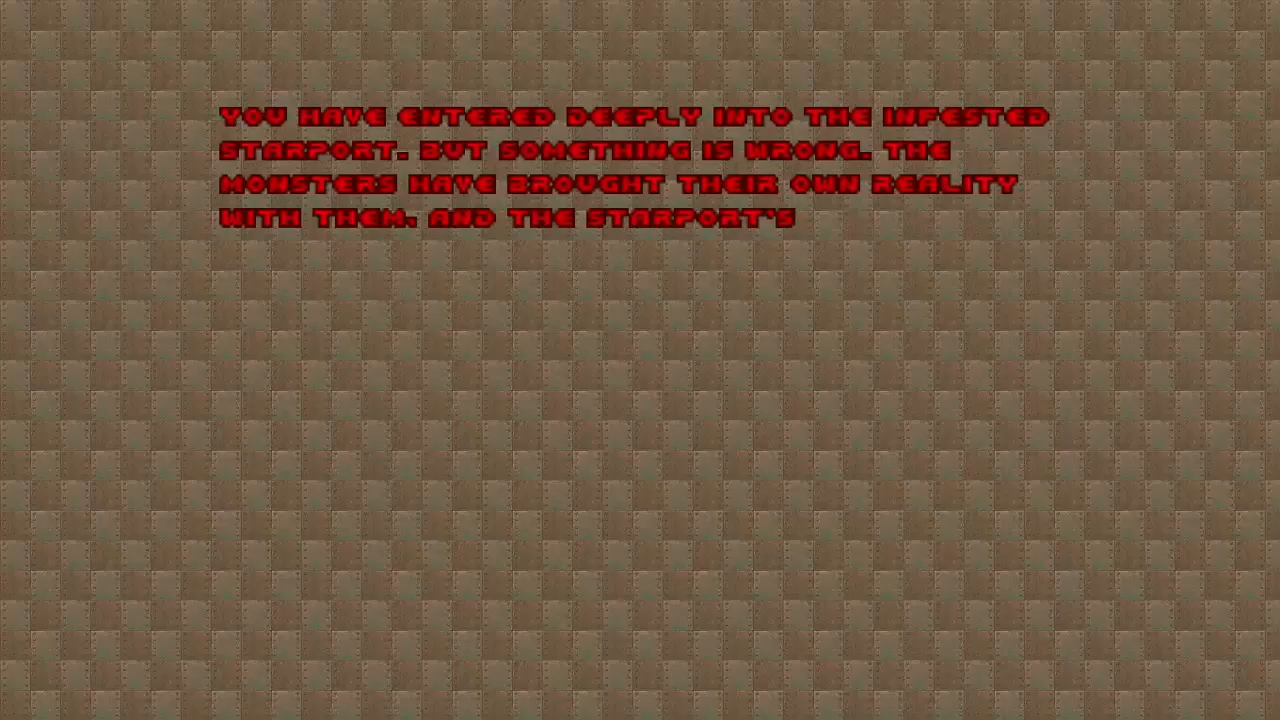 YOU HAVE ENTERED DEEPLY INTO THE INFESTED
STARPORT. BUT SOMETHING IS WRONG. THE
MONSTERS HAVE BROUGHT THEIR OWN REALITY
WITH THEM, AND THE STARPORT'S